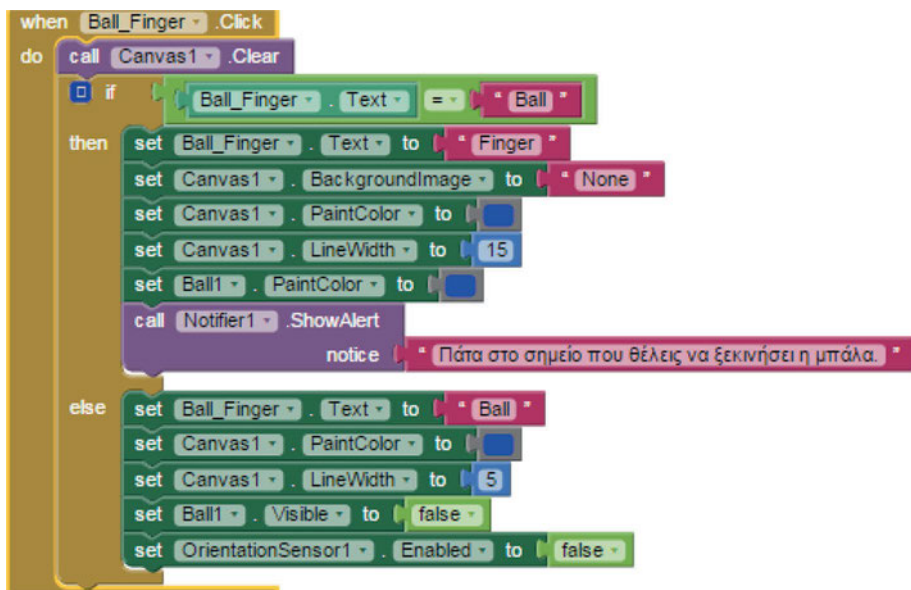 when Ball_Finger .Click
do call Canvas1 .Clear
if Ball_Finger . Text = " Ball "
then set Ball_Finger . Text to " Finger "
set Canvas1 . BackgroundImage to " None "
set Canvas1 . PaintColor to
set Canvas1 . LineWidth to 15
set Ball1 . PaintColor to
call Notifier1 .ShowAlert
notice " Πάτα στο σημείο που θέλεις να ξεκινήσει η μπάλα. "
else set Ball_Finger . Text to " Ball "
set Canvas1 . PaintColor to
set Canvas1 . LineWidth to 5
set Ball1 . Visible to false
set OrientationSensor1 . Enabled to false